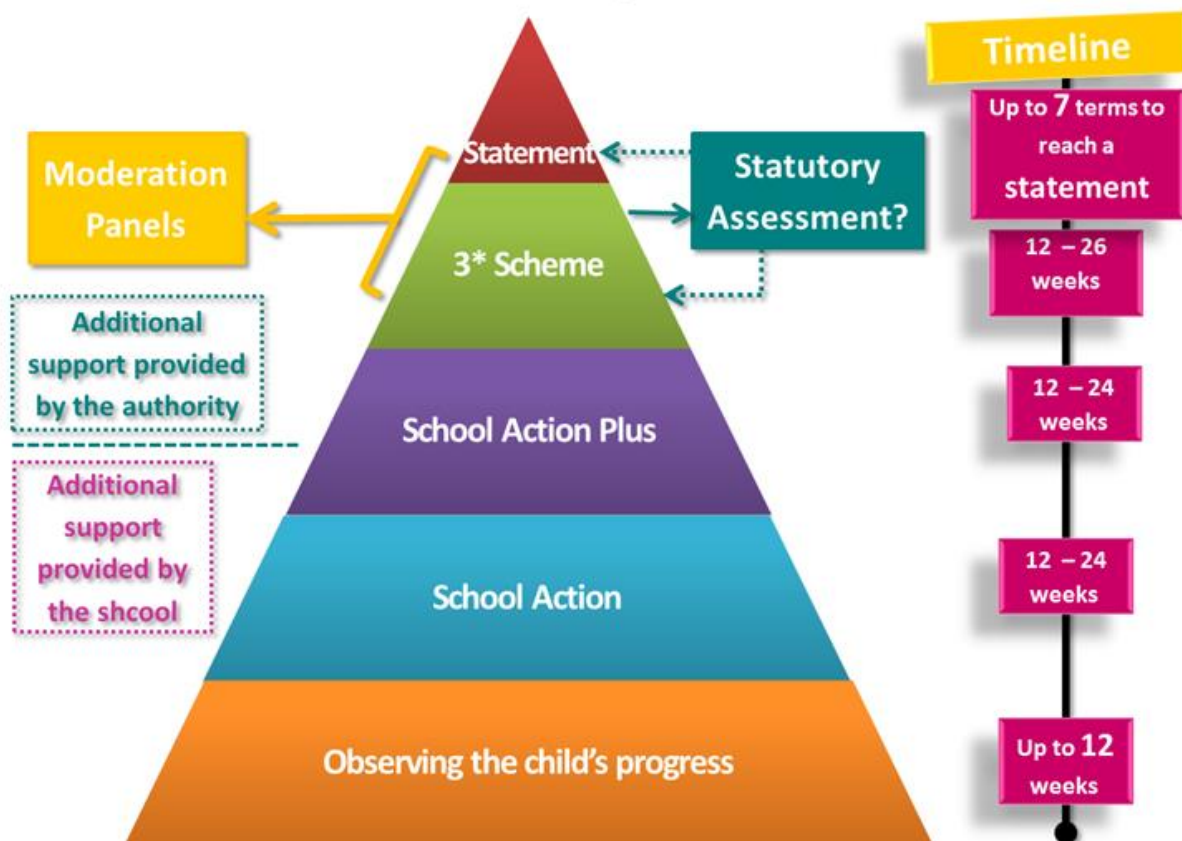 Timeline
Up to 7 terms to
reach a
statement
Statement
Moderation
Panels
Statutory
Assessment?
3* Scheme
12 – 26
weeks
Additional
support provided
by the authority
School Action Plus
12 – 24
weeks
Additional
support
provided by
the shcool
School Action
12 – 24
weeks
Observing the child's progress
Up to 12
weeks